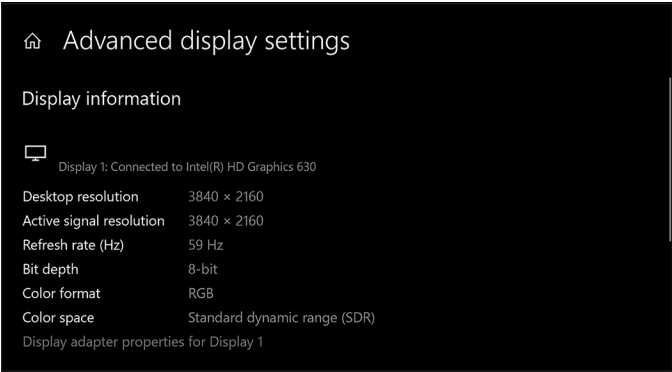 Advanced display settings
Display information
Display 1: Connected to Intel(R) HD Graphics 630
Desktop resolution 3840 × 2160
Active signal resolution 3840 × 2160
Refresh rate (Hz) 59 Hz
Bit depth 8-bit
Color format RGB
Color space Standard dynamic range (SDR)
Display adapter properties for Display 1